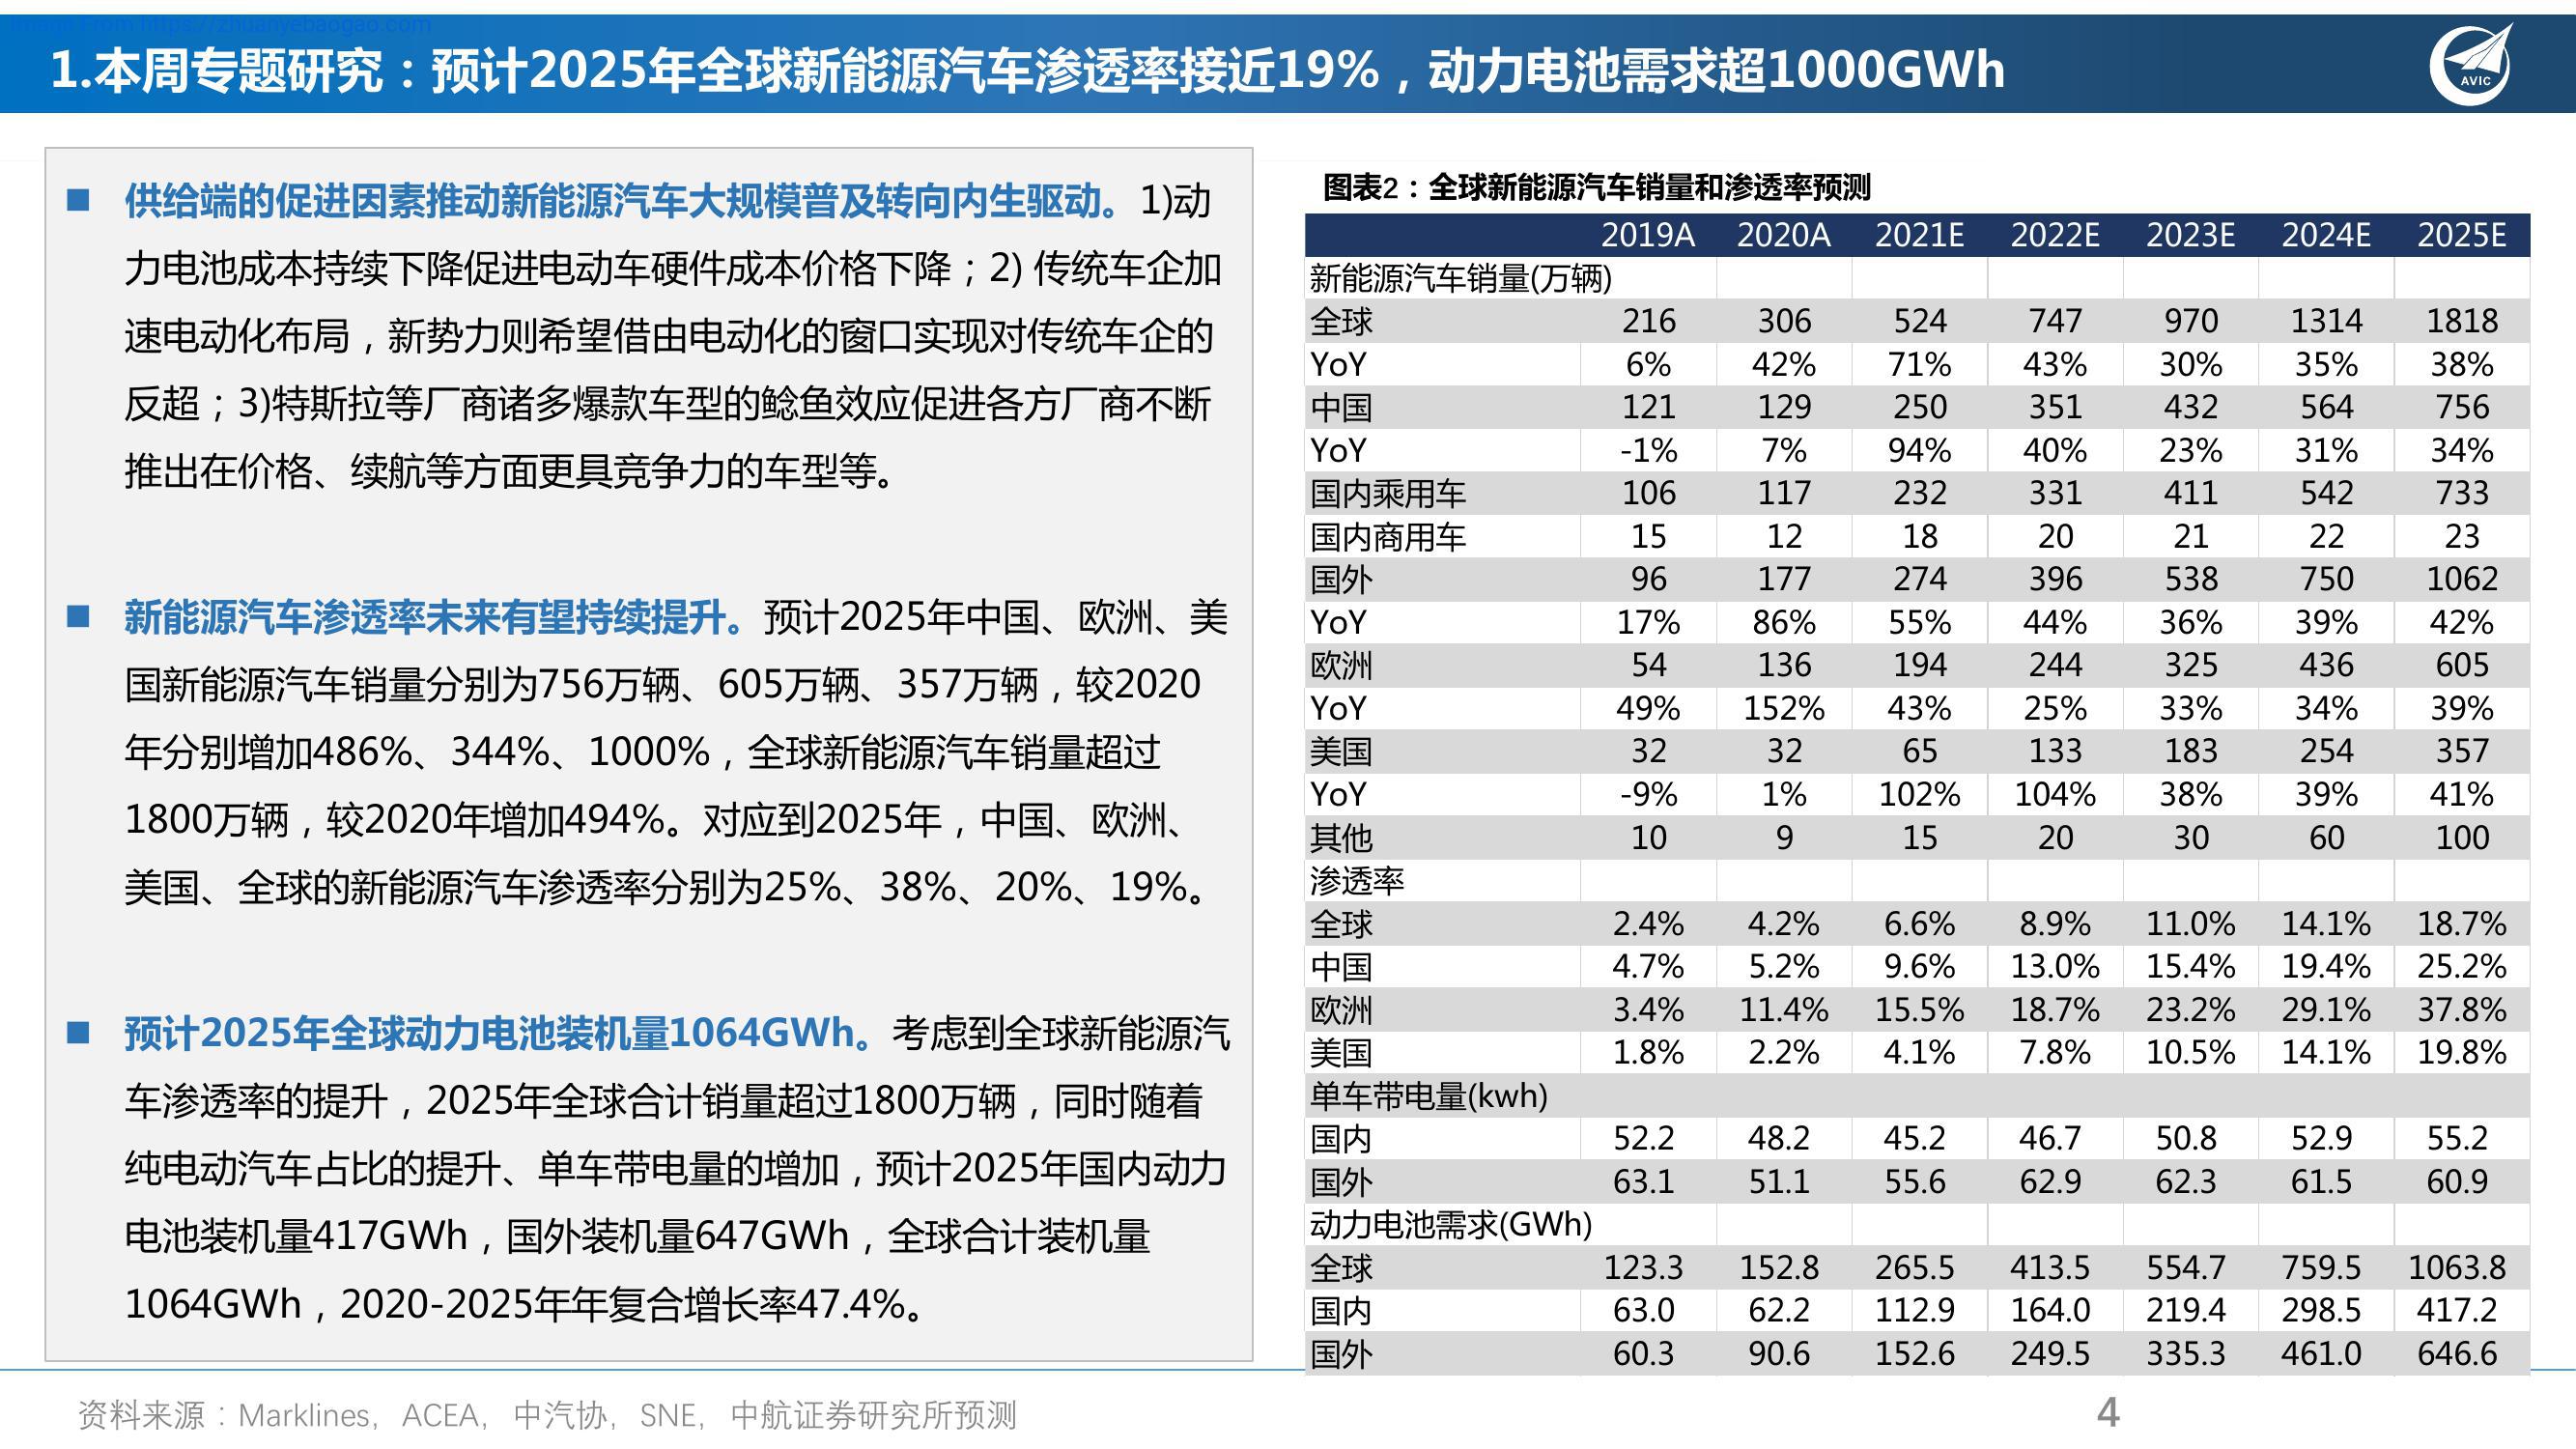 Image From https://zhuanyebaogao.com
1.本周专题研究：预计2025年全球新能源汽车渗透率接近19%，动力电池需求超1000GWh
AVIC
■ 供给端的促进因素推动新能源汽车大规模普及转向内生驱动。1)动
力电池成本持续下降促进电动车硬件成本价格下降；2) 传统车企加
速电动化布局，新势力则希望借由电动化的窗口实现对传统车企的
反超；3)特斯拉等厂商诸多爆款车型的鲶鱼效应促进各方厂商不断
推出在价格、续航等方面更具竞争力的车型等。
■ 新能源汽车渗透率未来有望持续提升。预计2025年中国、欧洲、美
国新能源汽车销量分别为756万辆、605万辆、357万辆，较2020
年分别增加486%、344%、1000%，全球新能源汽车销量超过
1800万辆，较2020年增加494%。对应到2025年，中国、欧洲、
美国、全球的新能源汽车渗透率分别为25%、38%、20%、19%。
■ 预计2025年全球动力电池装机量1064GWh。考虑到全球新能源汽
车渗透率的提升，2025年全球合计销量超过1800万辆，同时随着
纯电动汽车占比的提升、单车带电量的增加，预计2025年国内动力
电池装机量417GWh，国外装机量647GWh，全球合计装机量
1064GWh，2020-2025年年复合增长率47.4%。
图表2：全球新能源汽车销量和渗透率预测
2019A 2020A 2021E 2022E 2023E 2024E 2025E
新能源汽车销量(万辆)
全球 216 306 524 747 970 1314 1818
YoY 6% 42% 71% 43% 30% 35% 38%
中国 121 129 250 351 432 564 756
YoY -1% 7% 94% 40% 23% 31% 34%
国内乘用车 106 117 232 331 411 542 733
国内商用车 15 12 18 20 21 22 23
国外 96 177 274 396 538 750 1062
YoY 17% 86% 55% 44% 36% 39% 42%
欧洲 54 136 194 244 325 436 605
YoY 49% 152% 43% 25% 33% 34% 39%
美国 32 32 65 133 183 254 357
YoY -9% 1% 102% 104% 38% 39% 41%
其他 10 9 15 20 30 60 100
渗透率
全球 2.4% 4.2% 6.6% 8.9% 11.0% 14.1% 18.7%
中国 4.7% 5.2% 9.6% 13.0% 15.4% 19.4% 25.2%
欧洲 3.4% 11.4% 15.5% 18.7% 23.2% 29.1% 37.8%
美国 1.8% 2.2% 4.1% 7.8% 10.5% 14.1% 19.8%
单车带电量(kwh)
国内 52.2 48.2 45.2 46.7 50.8 52.9 55.2
国外 63.1 51.1 55.6 62.9 62.3 61.5 60.9
动力电池需求(GWh)
全球 123.3 152.8 265.5 413.5 554.7 759.5 1063.8
国内 63.0 62.2 112.9 164.0 219.4 298.5 417.2
国外 60.3 90.6 152.6 249.5 335.3 461.0 646.6
资料来源：Marklines, ACEA, 中汽协, SNE, 中航证券研究所预测
4